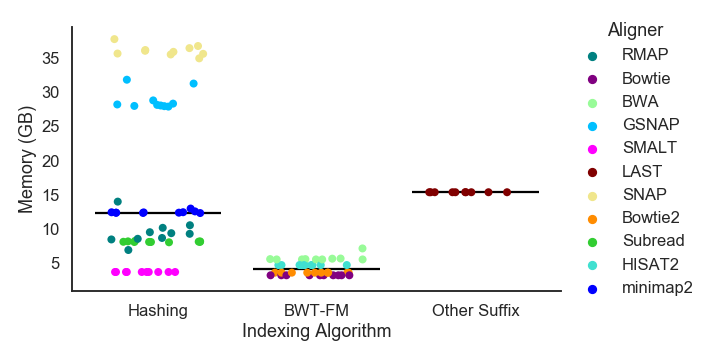 Memory (GB)
35
30
25
20
15
10
5
Hashing
BWT-FM
Other Suffix
Indexing Algorithm
Aligner
RMAP
Bowtie
BWA
GSNAP
SMALT
LAST
SNAP
Bowtie2
Subread
HISAT2
minimap2